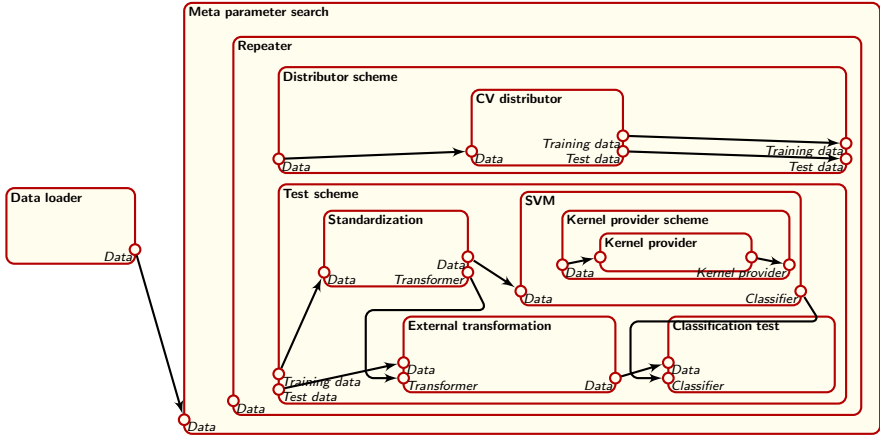 Meta parameter search
Repeater
Distributor scheme
CV distributor
Training data
Test data
Data
Data
Training data
Test data
Data loader
Data
Test scheme
Standardization
Data
Data
Transformer
SVM
Kernel provider scheme
Kernel provider
Data
Kernel provider
Data
Classifier
External transformation
Data
Transformer
Data
Classification test
Data
Classifier
Training data
Test data
Data
Data